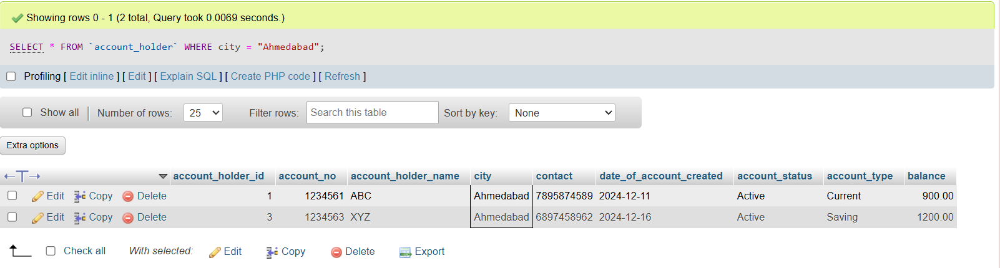 Showing rows 0 - 1 (2 total, Query took 0.0069 seconds.)
SELECT * FROM `account_holder` WHERE city = "Ahmedabad";
Profiling [ Edit inline ] [ Edit ] [ Explain SQL ] [ Create PHP code ] [ Refresh ]
Show all Number of rows: 25 Filter rows: Search this table Sort by key: None
Extra options
account_holder_id account_no account_holder_name city contact date_of_account_created account_status account_type balance
Edit Copy Delete 1 1234561 ABC Ahmedabad 7895874589 2024-12-11 Active Current 900.00
Edit Copy Delete 3 1234563 XYZ Ahmedabad 6897458962 2024-12-16 Active Saving 1200.00
Check all With selected: Edit Copy Delete Export